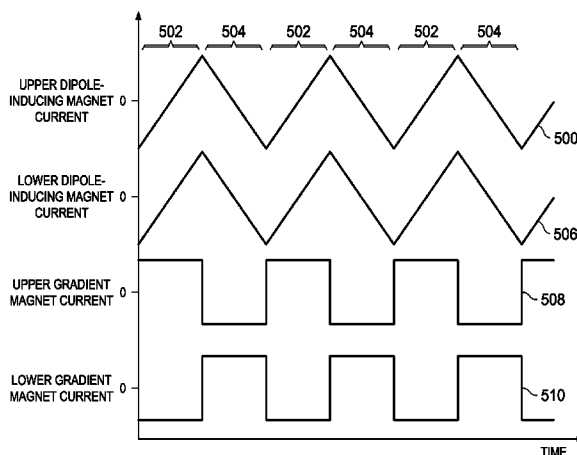 502 504 502 504 502 504
UPPER DIPOLE-
INDUCING MAGNET 0
CURRENT
500
LOWER DIPOLE-
INDUCING MAGNET 0
CURRENT
506
UPPER GRADIENT 0
MAGNET CURRENT
508
LOWER GRADIENT 0
MAGNET CURRENT
510
TIME